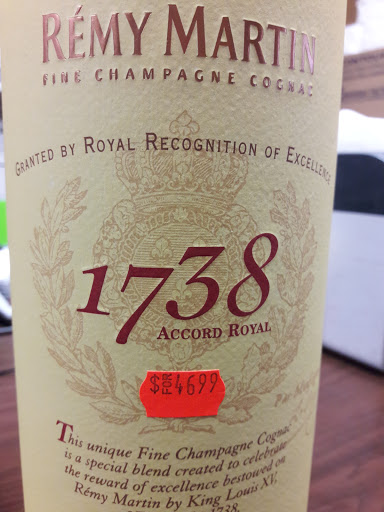 RÉMY MARTIN
FINE CHAMPAGNE COGNAC
GRANTED BY ROYAL RECOGNITION OF EXCELLENCE
1738
ACCORD ROYAL
$ FOR 4699
This unique Fine Champagne Cognac
is a special blend created to celebrate
the reward of excellence bestowed on
Rémy Martin by King Louis XV,
1738.